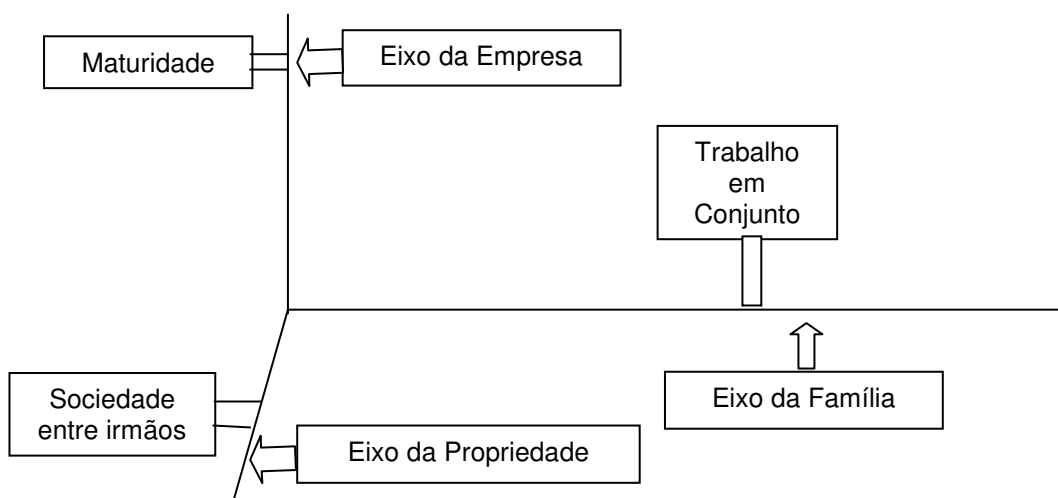 Maturidade
Eixo da Empresa
Trabalho
em
Conjunto
Sociedade
entre irmãos
Eixo da Família
Eixo da Propriedade